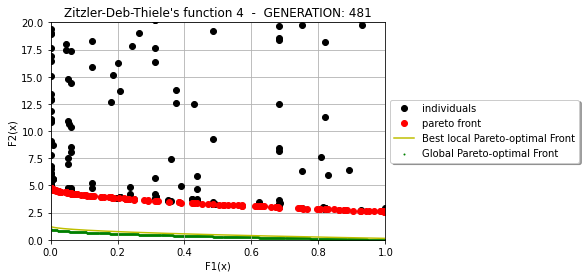 Zitzler-Deb-Thiele's function 4 - GENERATION: 481
F2(x)
20.0
17.5
15.0
12.5
10.0
7.5
5.0
2.5
0.0
0.0 0.2 0.4 0.6 0.8 1.0
F1(x)
individuals
pareto front
Best local Pareto-optimal Front
Global Pareto-optimal Front